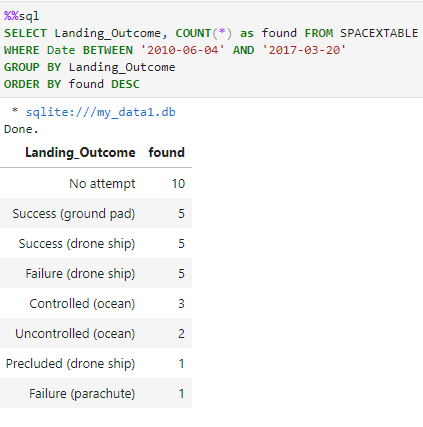 %%sql
SELECT Landing_Outcome, COUNT(*) as found FROM SPACEXTABLE
WHERE Date BETWEEN '2010-06-04' AND '2017-03-20'
GROUP BY Landing_Outcome
ORDER BY found DESC
* sqlite:///my_data1.db
Done.
Landing_Outcome found
No attempt 10
Success (ground pad) 5
Success (drone ship) 5
Failure (drone ship) 5
Controlled (ocean) 3
Uncontrolled (ocean) 2
Precluded (drone ship) 1
Failure (parachute) 1